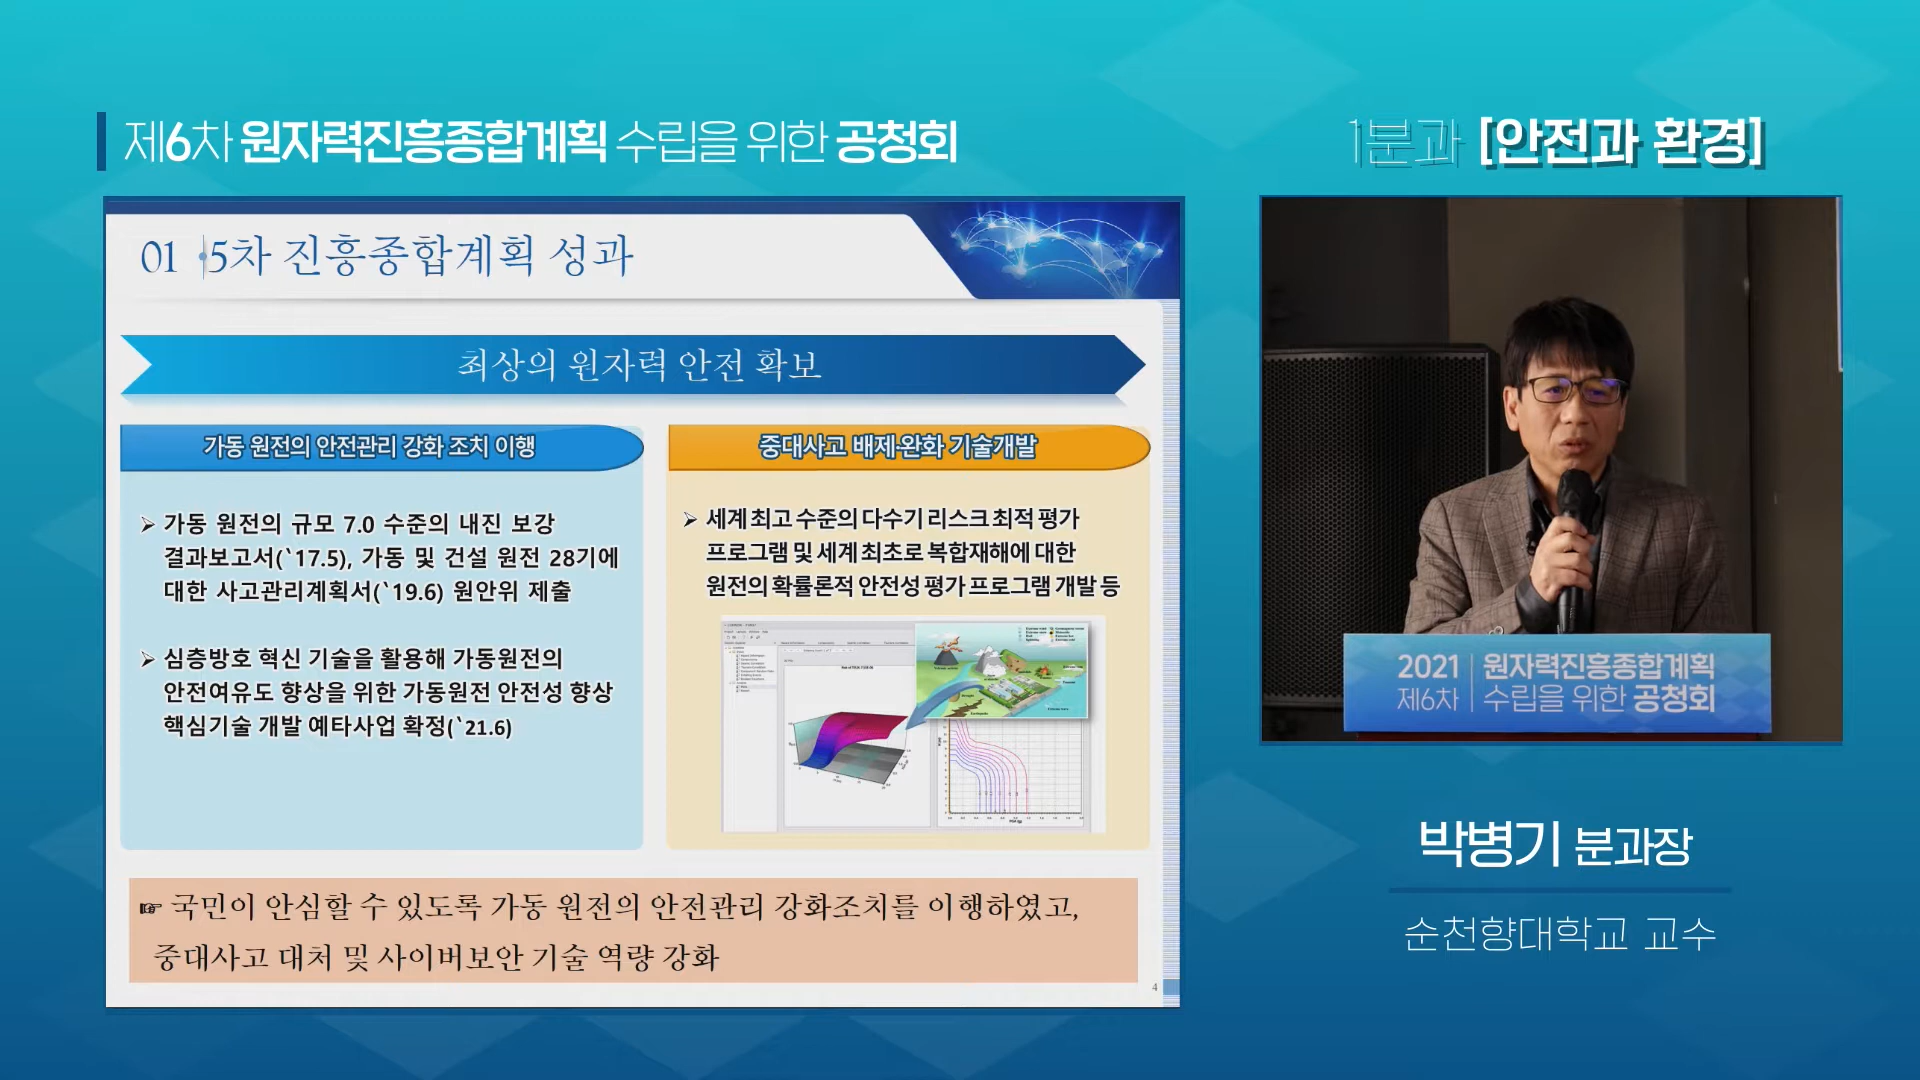 제6차 원자력진흥종합계획 수립을 위한 공청회
1분과 [안전과 환경]
01 5차 진흥종합계획 성과
최상의 원자력 안전 확보
가동 원전의 안전관리 강화 조치 이행
➢ 가동 원전의 규모 7.0 수준의 내진 보강
결과보고서(`17.5), 가동 및 건설 원전 28기에
대한 사고관리계획서(`19.6) 원안위 제출
➢ 심층방호 혁신 기술을 활용해 가동원전의
안전여유도 향상을 위한 가동원전 안전성 향상
핵심기술 개발 예타사업 확정(`21.6)
중대사고 배제·완화 기술개발
➢ 세계 최고 수준의 다수기 리스크 최적 평가
프로그램 및 세계 최초로 복합재해에 대한
원전의 확률론적 안전성 평가 프로그램 개발 등
☞ 국민이 안심할 수 있도록 가동 원전의 안전관리 강화조치를 이행하였고,
중대사고 대처 및 사이버보안 기술 역량 강화
4
2021 원자력진흥종합계획
제6차 수립을 위한 공청회
박병기 분과장
순천향대학교 교수